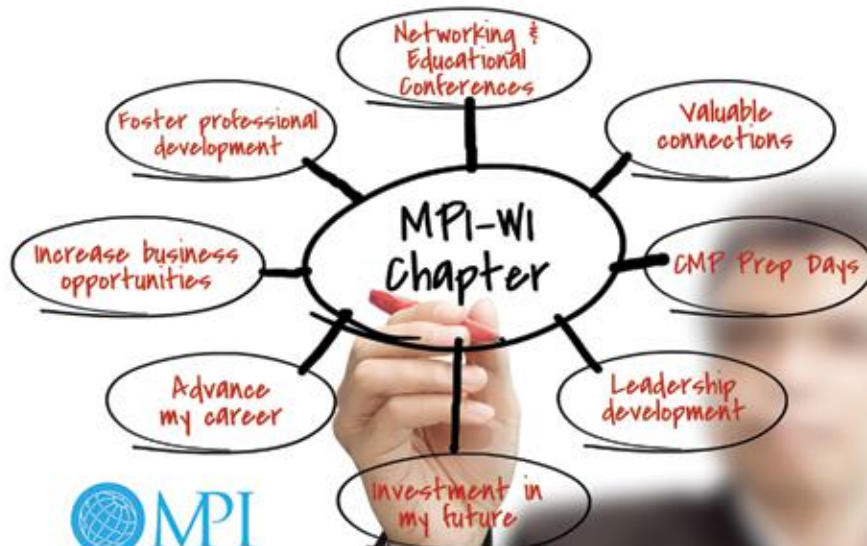 Networking &
Educational
Conferences
Valuable
connections
CMP Prep Days
Leadership
development
Investment in
my future
Advance
my career
Increase business
opportunities
Foster professional
development
MPI-WI
Chapter
MPI